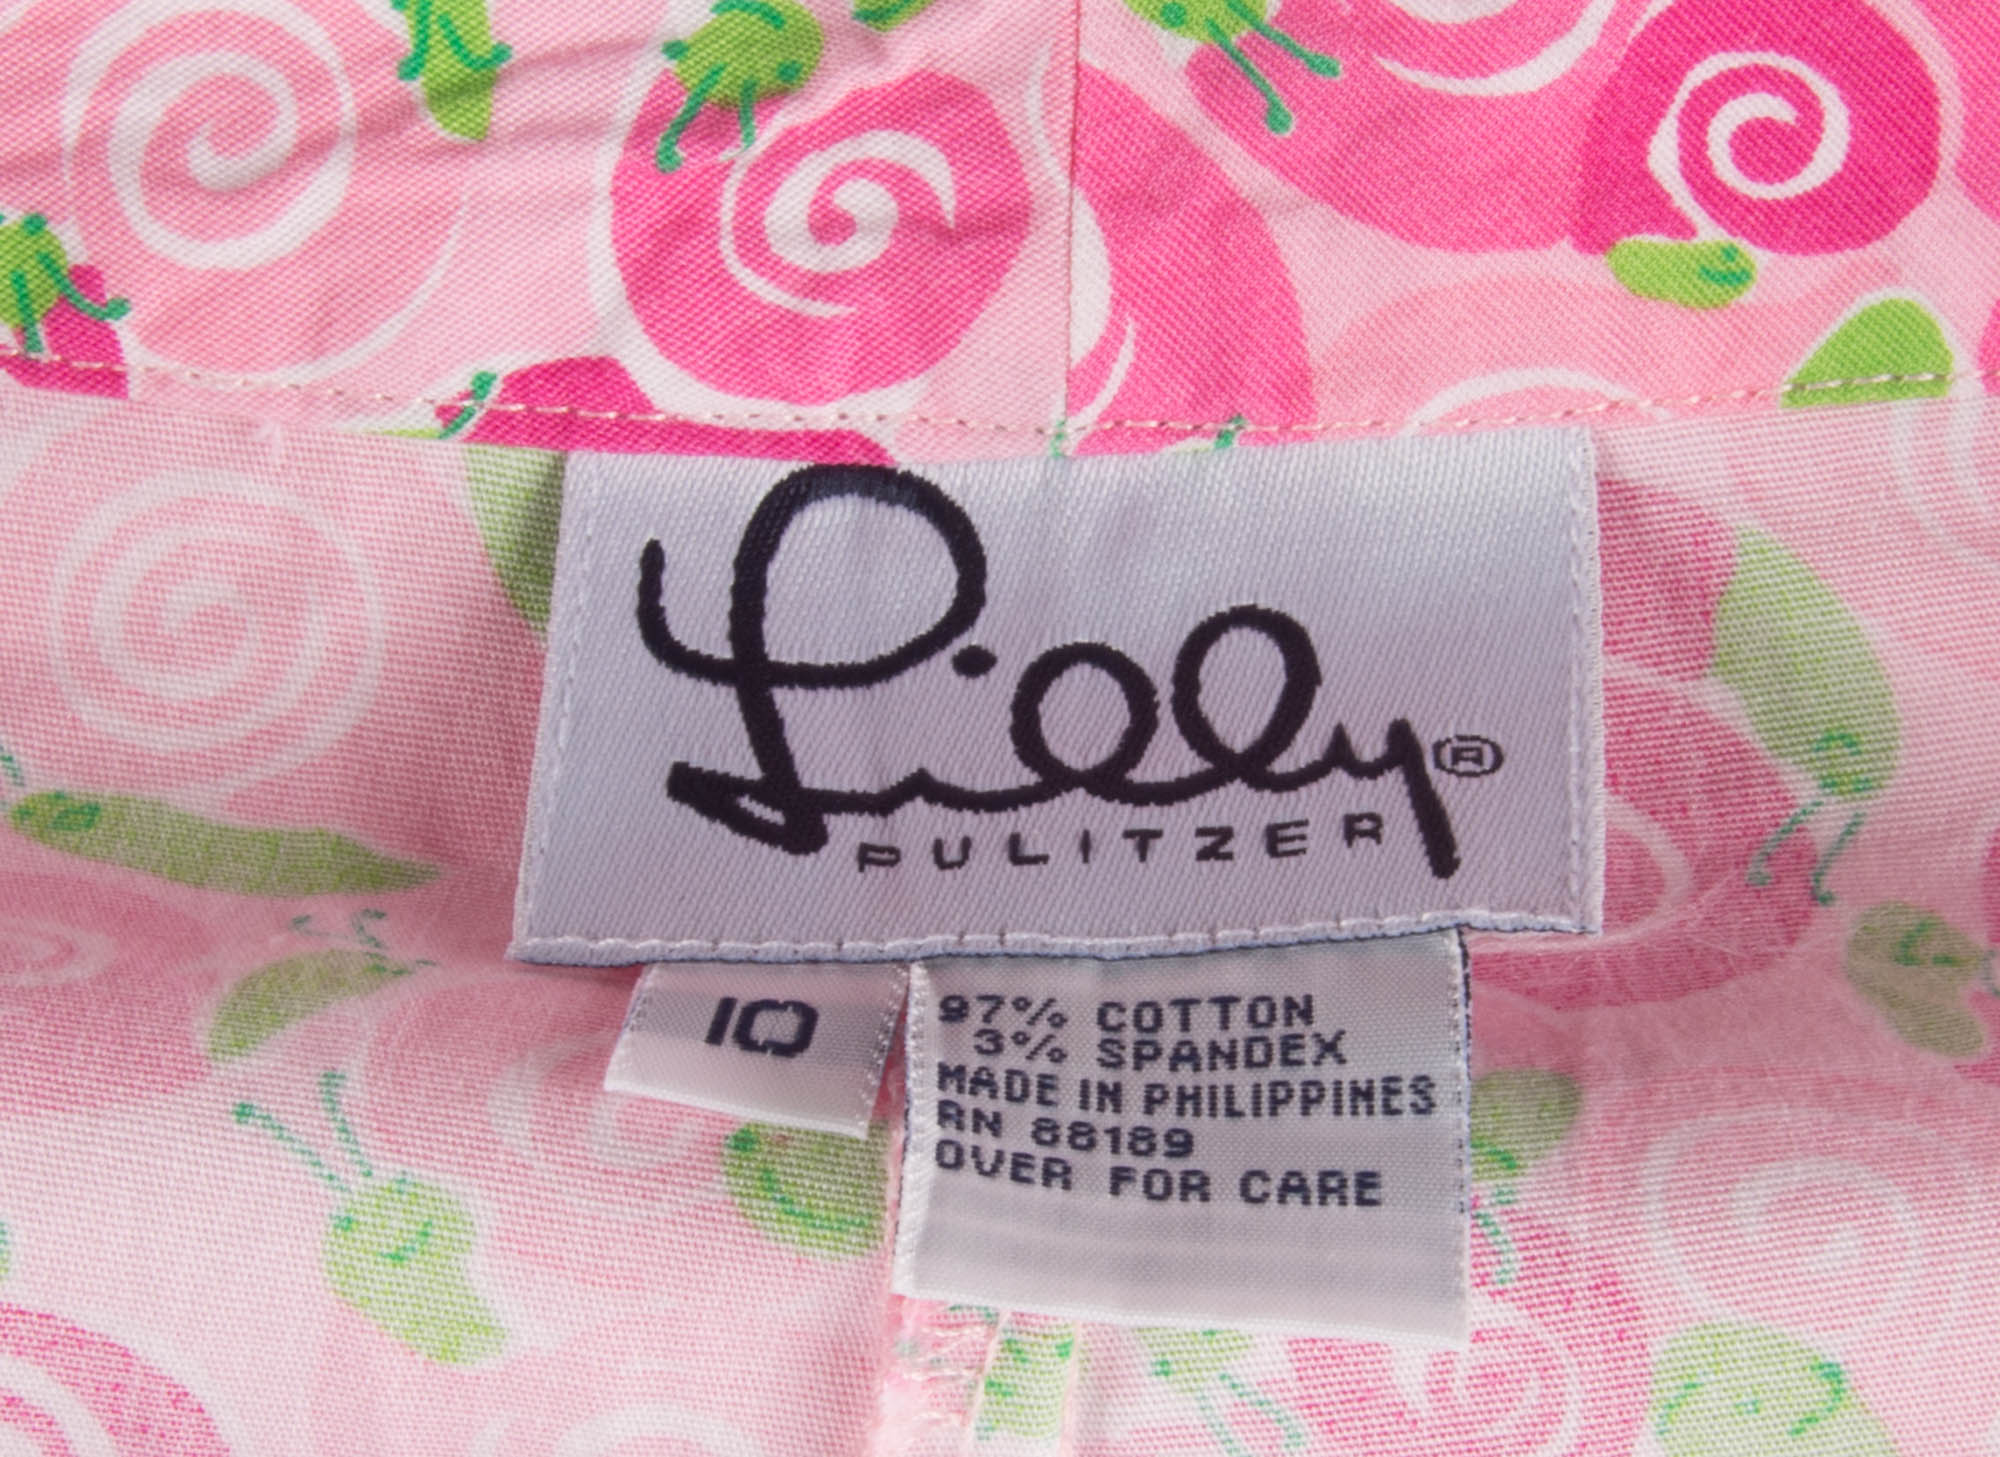 Lilly®
PULITZER
10
97% COTTON
3% SPANDEX
MADE IN PHILIPPINES
RN 88189
OVER FOR CARE